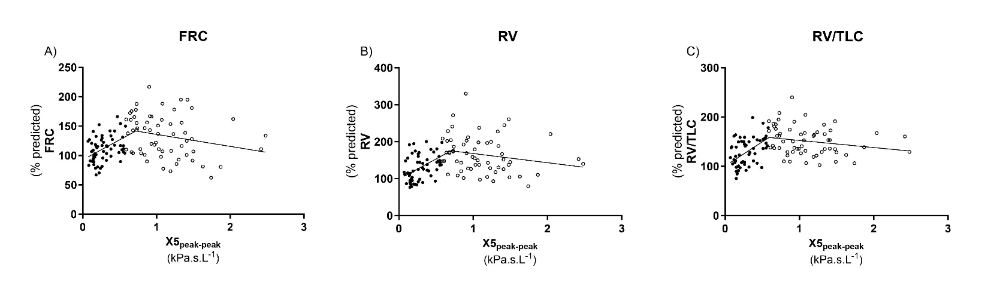 FRC
A)
250
200
150
100
50
0
(% predicted)
FRC
0 1 2 3
X5peak-peak
(kPa.s.L-1)
RV
B)
400
300
200
100
0
(% predicted)
RV
0 1 2 3
X5peak-peak
(kPa.s.L-1)
RV/TLC
C)
300
200
100
0
(% predicted)
RV/TLC
0 1 2 3
X5peak-peak
(kPa.s.L-1)